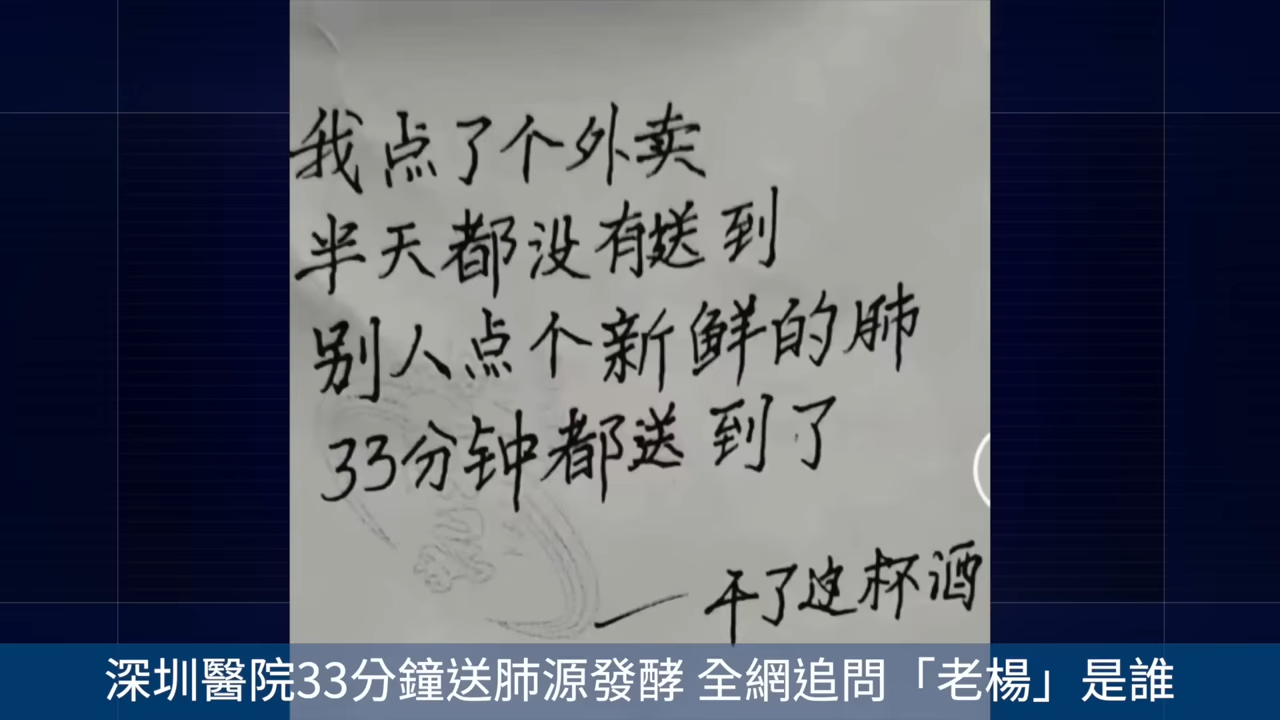 我点了个外卖
半天都没有送到
别人点个新鲜的肺
33分钟都送到了
——干了这杯酒
深圳醫院33分鐘送肺源發酵 全網追問「老楊」是誰